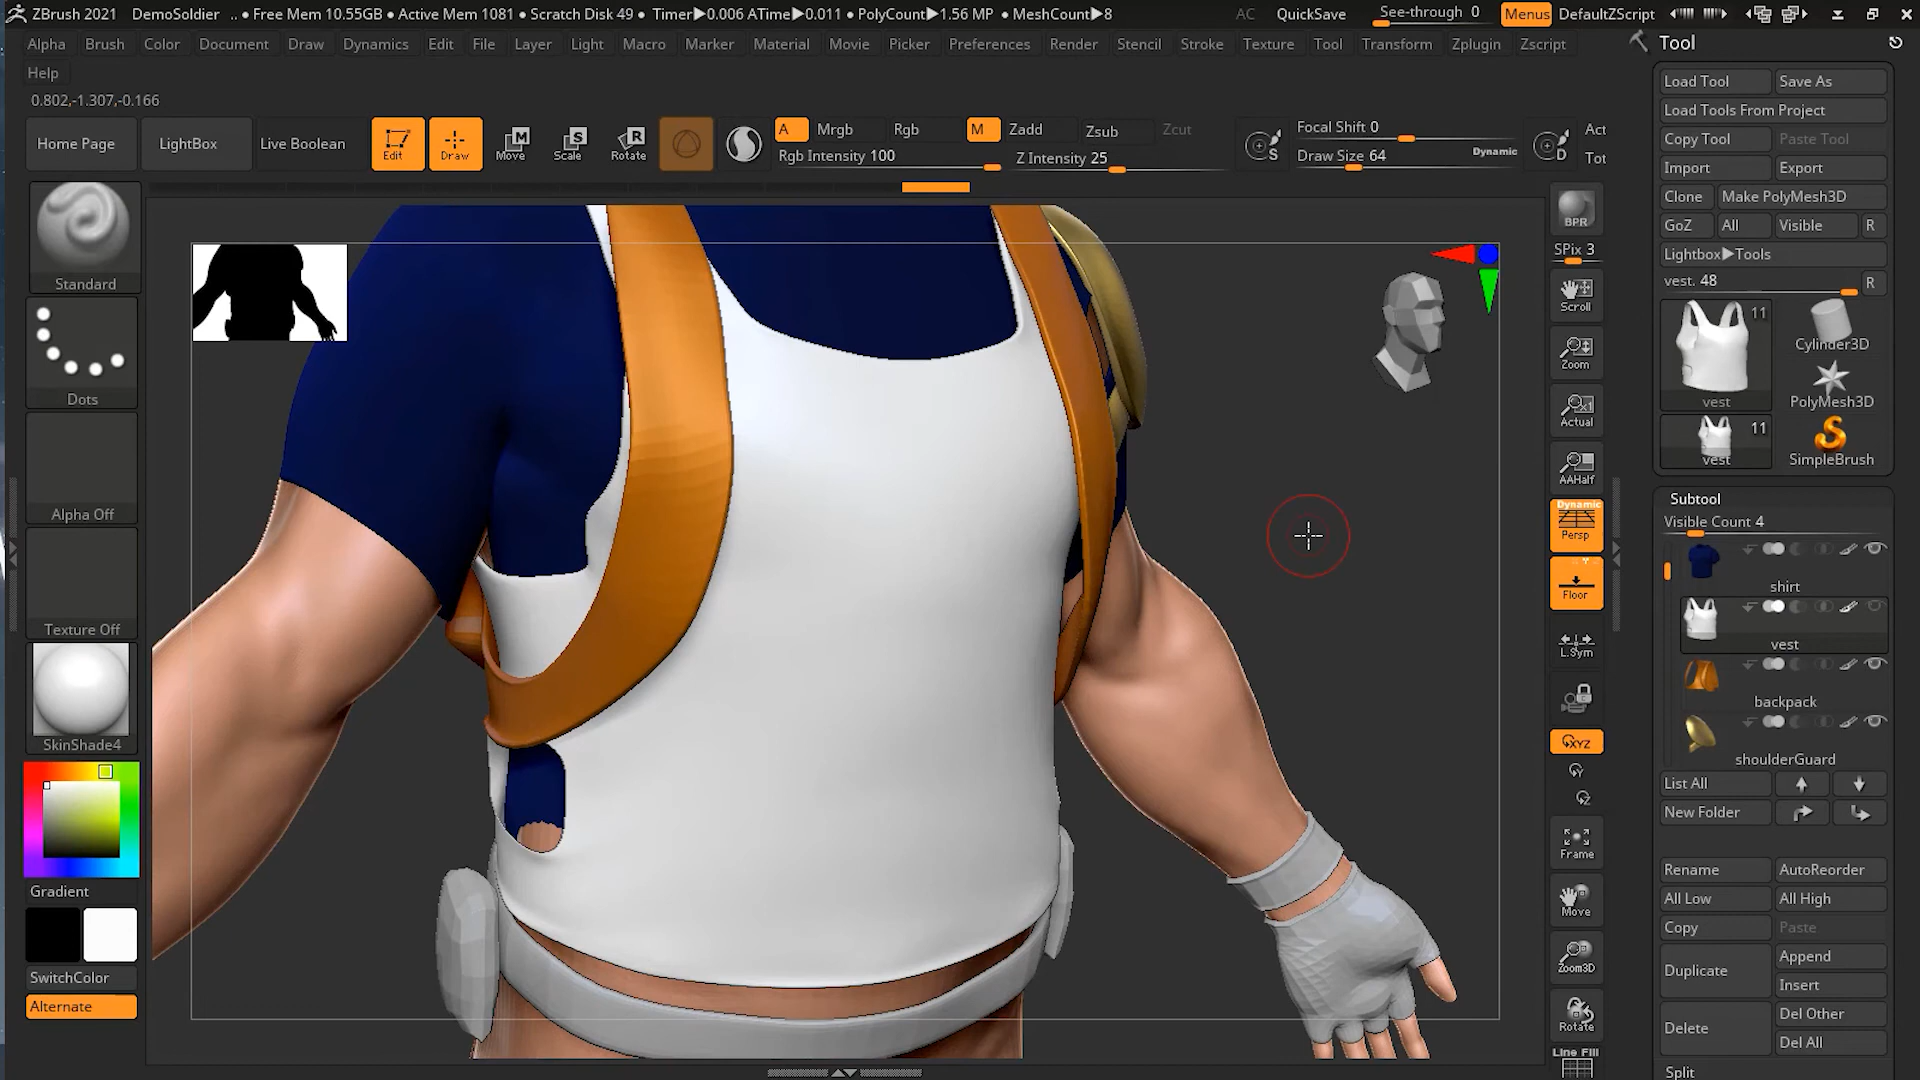 ZBrush 2021 DemoSoldier .. • Free Mem 10.55GB • Active Mem 1081 • Scratch Disk 49 • Timer▶0.006 ATime▶0.011 • PolyCount▶1.56 MP • MeshCount▶8 AC QuickSave See-through 0 Menus DefaultZScript
Alpha Brush Color Document Draw Dynamics Edit File Layer Light Macro Marker Material Movie Picker Preferences Render Stencil Stroke Texture Tool Transform Zplugin Zscript
Help
0.802,-1.307,-0.166
Home Page LightBox Live Boolean Edit Draw Move Scale Rotate
M S R
A Mrgb Rgb M Zadd Zsub Zcut
Rgb Intensity 100 Z Intensity 25
S Focal Shift 0 D Act
Draw Size 64 Dynamic Tot
Standard
Dots
Alpha Off
Texture Off
SkinShade4
Gradient
SwitchColor
Alternate
BPR
SPix 3
Scroll
Zoom
Actual
AAHalf
Dynamic
Persp
Floor
L.Sym
XYZ
Y
Z
Frame
Move
Zoom3D
Rotate
Line Fill
Tool
Load Tool Save As
Load Tools From Project
Copy Tool Paste Tool
Import Export
Clone Make PolyMesh3D
GoZ All Visible R
Lightbox▶Tools
vest. 48 R
11
vest Cylinder3D
PolyMesh3D
11
vest SimpleBrush
Subtool
Visible Count 4
shirt
vest
backpack
shoulderGuard
List All
New Folder
Rename AutoReorder
All Low All High
Copy Paste
Duplicate Append
Insert
Delete Del Other
Del All
Split